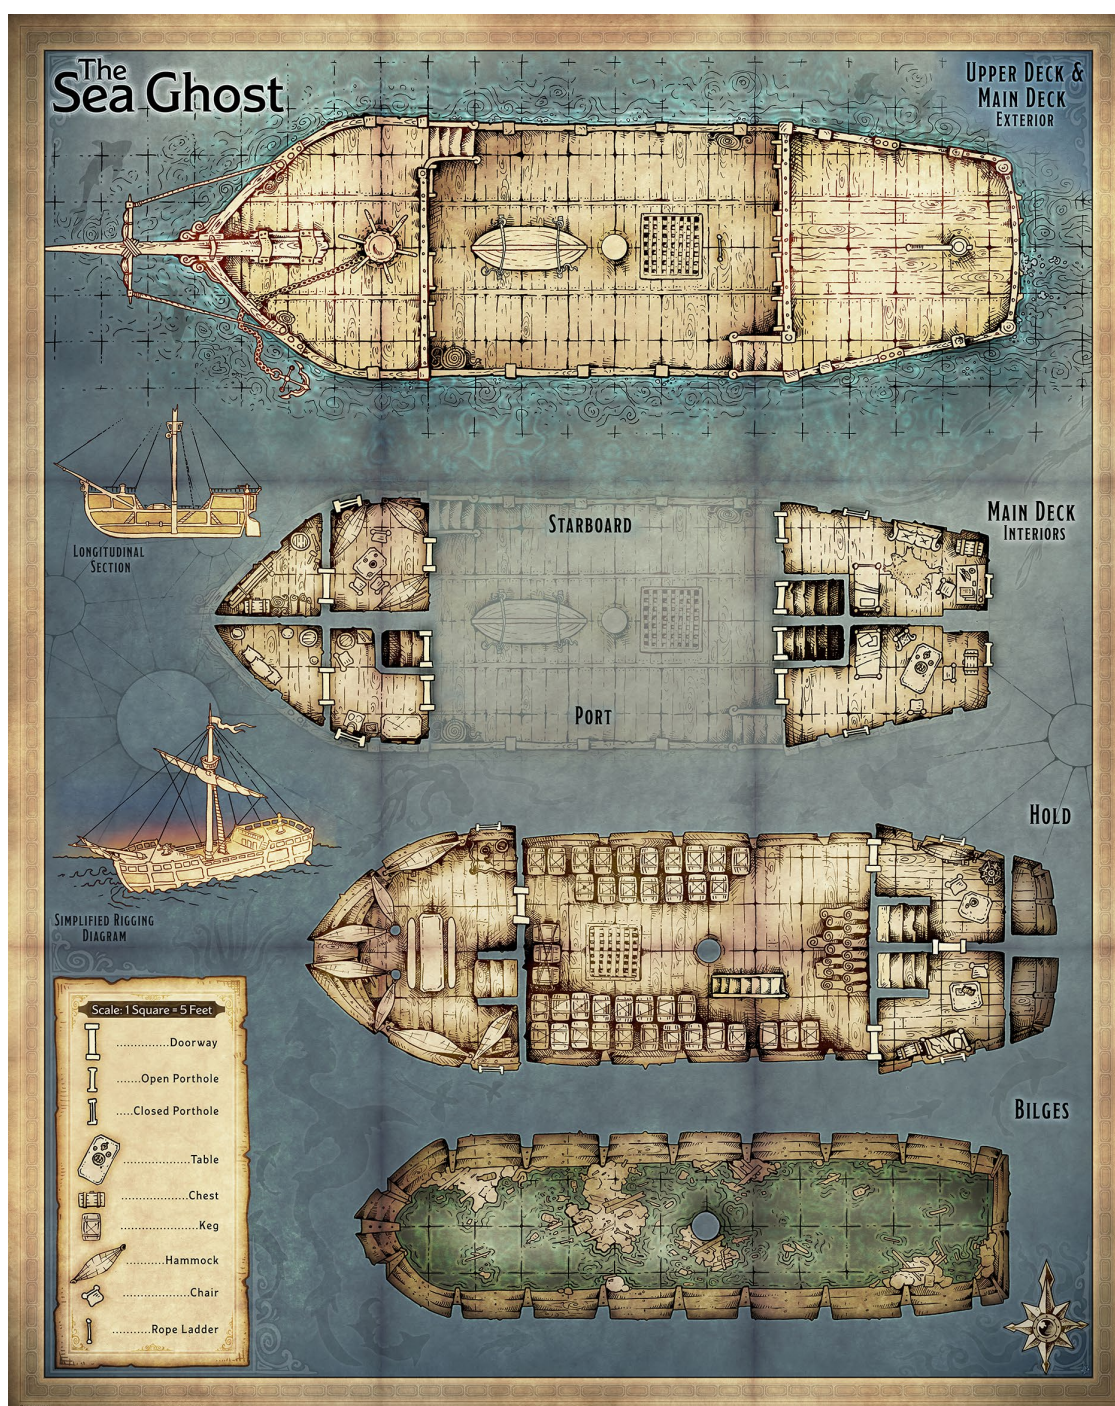 The
Sea Ghost
Upper Deck &
Main Deck
Exterior
Longitudinal
Section
Starboard
Main Deck
Interiors
Port
Simplified Rigging
Diagram
Hold
Scale: 1 Square = 5 Feet
..............Doorway
.......Open Porthole
.....Closed Porthole
..................Table
..................Chest
.....................Keg
..........Hammock
..................Chair
..........Rope Ladder
Bilges